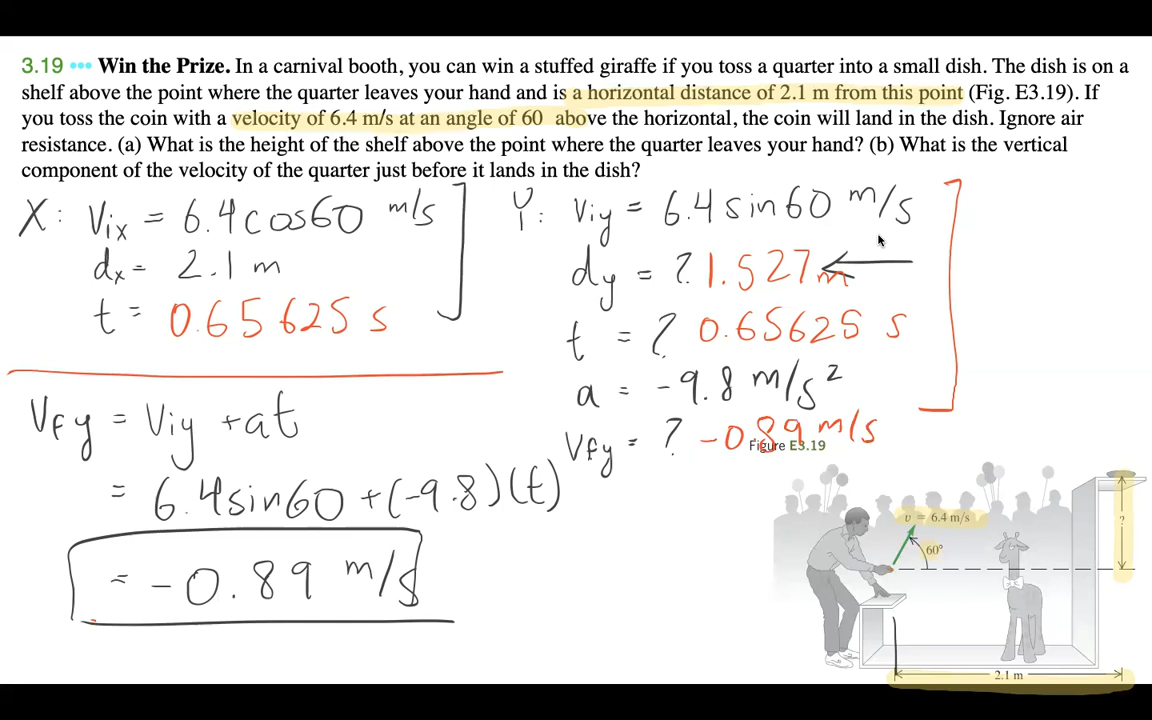 3.19 ••• Win the Prize. In a carnival booth, you can win a stuffed giraffe if you toss a quarter into a small dish. The dish is on a
shelf above the point where the quarter leaves your hand and is a horizontal distance of 2.1 m from this point (Fig. E3.19). If
you toss the coin with a velocity of 6.4 m/s at an angle of 60 above the horizontal, the coin will land in the dish. Ignore air
resistance. (a) What is the height of the shelf above the point where the quarter leaves your hand? (b) What is the vertical
component of the velocity of the quarter just before it lands in the dish?
X: Vix = 6.4cos60 m/s
dx = 2.1 m
t = 0.65625 s
Vfy = Viy + at
= 6.4sin60 + (-9.8)(t)
= -0.89 m/s
Y: Viy = 6.4sin60 m/s
dy = ? 1.527m
t = ? 0.65625 s
a = -9.8 m/s²
Vfy = ? -0.89 m/s
Figure E3.19
v = 6.4 m/s
60°
?
2.1 m